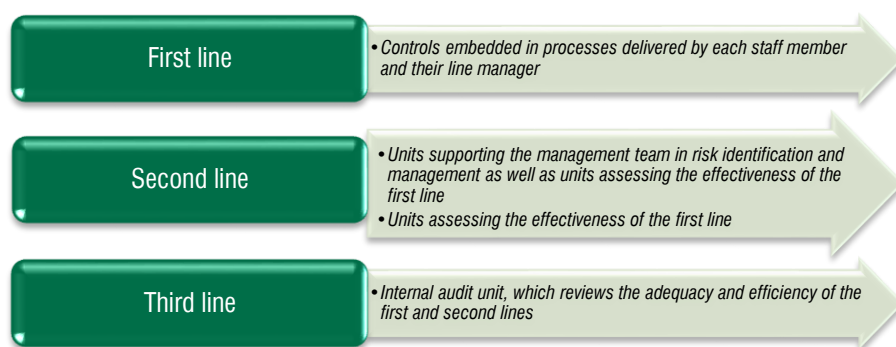 First line
• Controls embedded in processes delivered by each staff member
and their line manager
Second line
• Units supporting the management team in risk identification and
management as well as units assessing the effectiveness of the
first line
• Units assessing the effectiveness of the first line
Third line
• Internal audit unit, which reviews the adequacy and efficiency of the
first and second lines